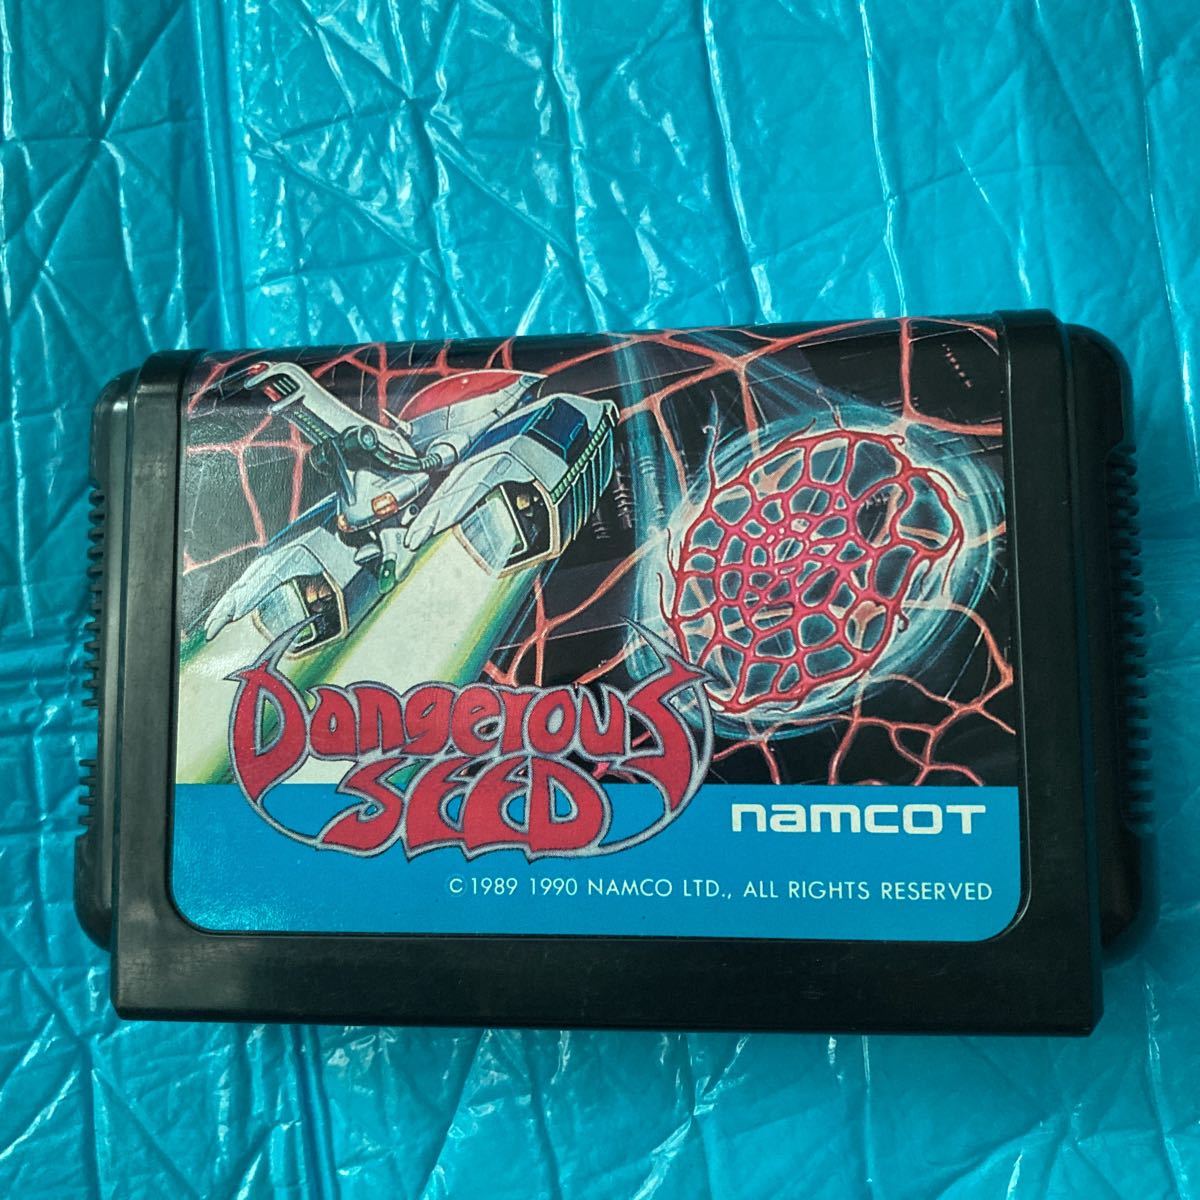 Dangerous
SEED
namcoT
© 1989 1990 NAMCO LTD., ALL RIGHTS RESERVED